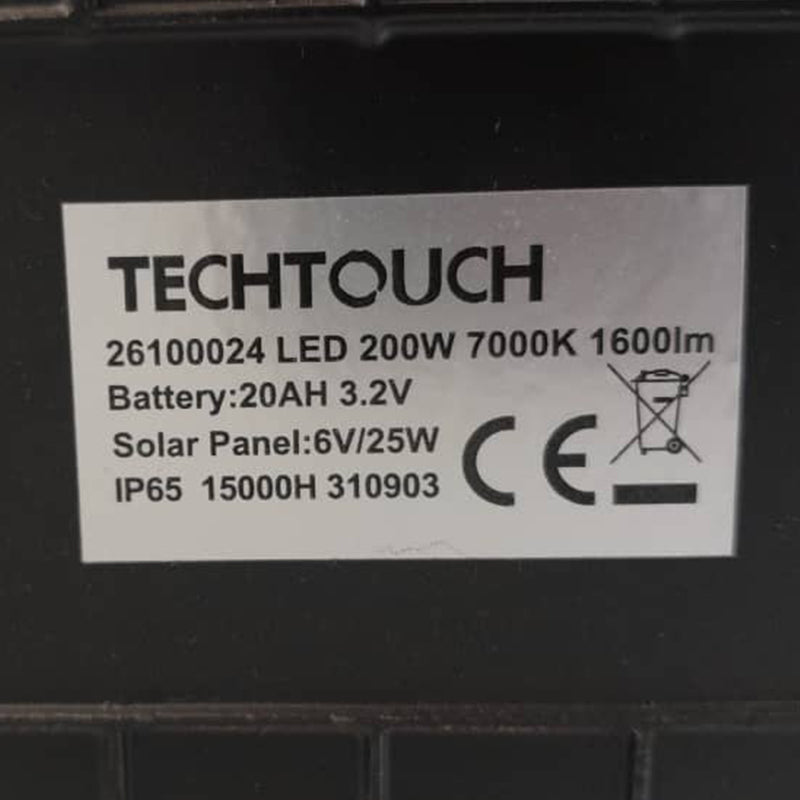 TECHTOUCH
26100024 LED 200W 7000K 1600lm
Battery:20AH 3.2V
Solar Panel:6V/25W
IP65 15000H 310903
CE